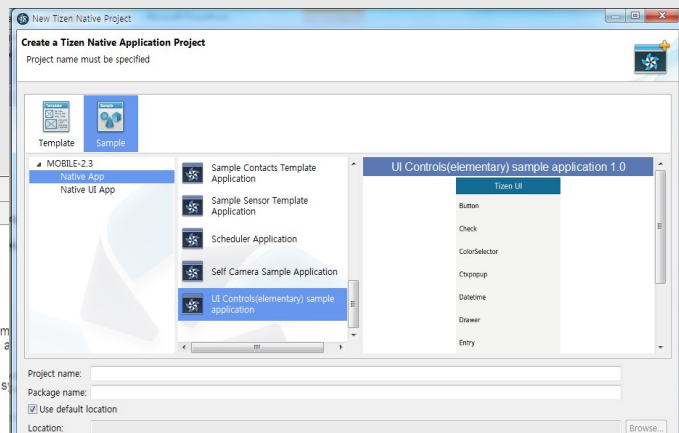 New Tizen Native Project
Create a Tizen Native Application Project
Project name must be specified
Template
Sample
MOBILE-2.3
Native App
Native UI App
Sample Contacts Template
Application
Sample Sensor Template
Application
Scheduler Application
Self Camera Sample Application
UI Controls(elementary) sample
application
UI Controls(elementary) sample application 1.0
Tizen UI
Button
Check
ColorSelector
Ctxpopup
Datetime
Drawer
Entry
Project name:
Package name:
Use default location
Location:
Browse...